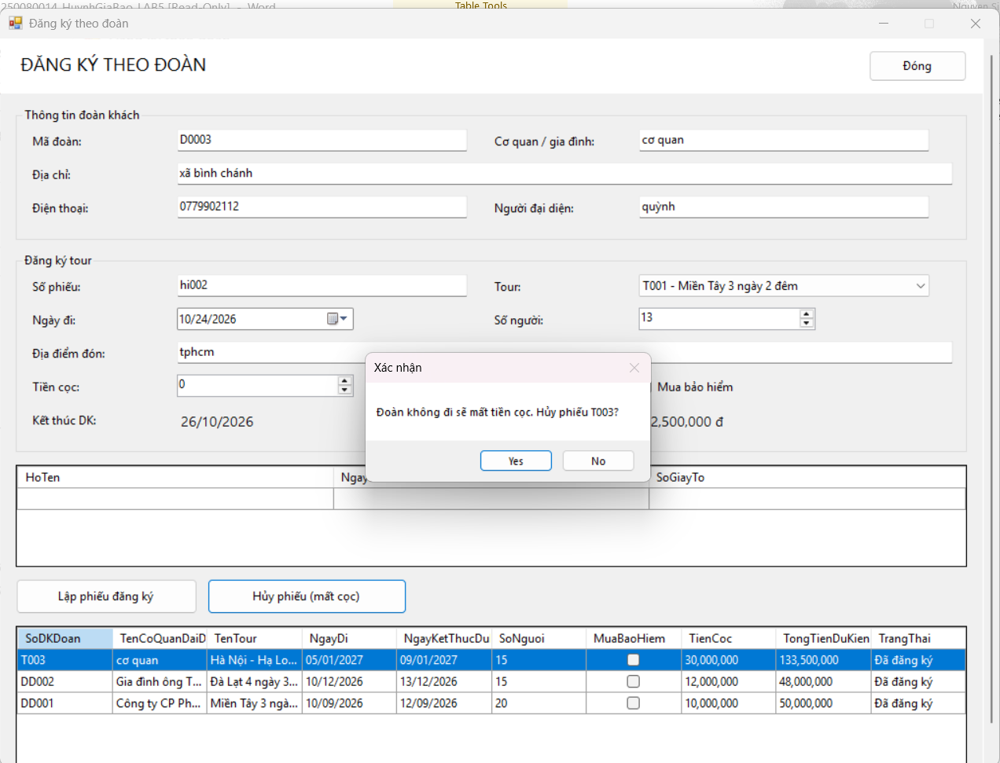 250080014_HuynhGiaBao_LAB5 [Read-Only] - Word
Table Tools
Đăng ký theo đoàn
ĐĂNG KÝ THEO ĐOÀN
Đóng
Thông tin đoàn khách
Mã đoàn: D0003 Cơ quan / gia đình: cơ quan
Địa chỉ: xã bình chánh
Điện thoại: 0779902112 Người đại diện: quỳnh
Đăng ký tour
Số phiếu: hi002 Tour: T001 - Miền Tây 3 ngày 2 đêm
Ngày đi: 10/24/2026 Số người: 13
Địa điểm đón: tphcm
Tiền cọc: 0 Mua bảo hiểm
Kết thúc DK: 26/10/2026 2,500,000 đ
Xác nhận
Đoàn không đi sẽ mất tiền cọc. Hủy phiếu T003?
Yes No
HoTen Ngay SoGiayTo
Lập phiếu đăng ký Hủy phiếu (mất cọc)
SoDKDoan TenCoQuanDaiD TenTour NgayDi NgayKetThucDu SoNguoi MuaBaoHiem TienCoc TongTienDuKien TrangThai
T003 cơ quan Hà Nội - Hạ Lo... 05/01/2027 09/01/2027 15 30,000,000 133,500,000 Đã đăng ký
DD002 Gia đình ông T... Đà Lạt 4 ngày 3... 10/12/2026 13/12/2026 15 12,000,000 48,000,000 Đã đăng ký
DD001 Công ty CP Ph... Miền Tây 3 ngà... 10/09/2026 12/09/2026 20 10,000,000 50,000,000 Đã đăng ký